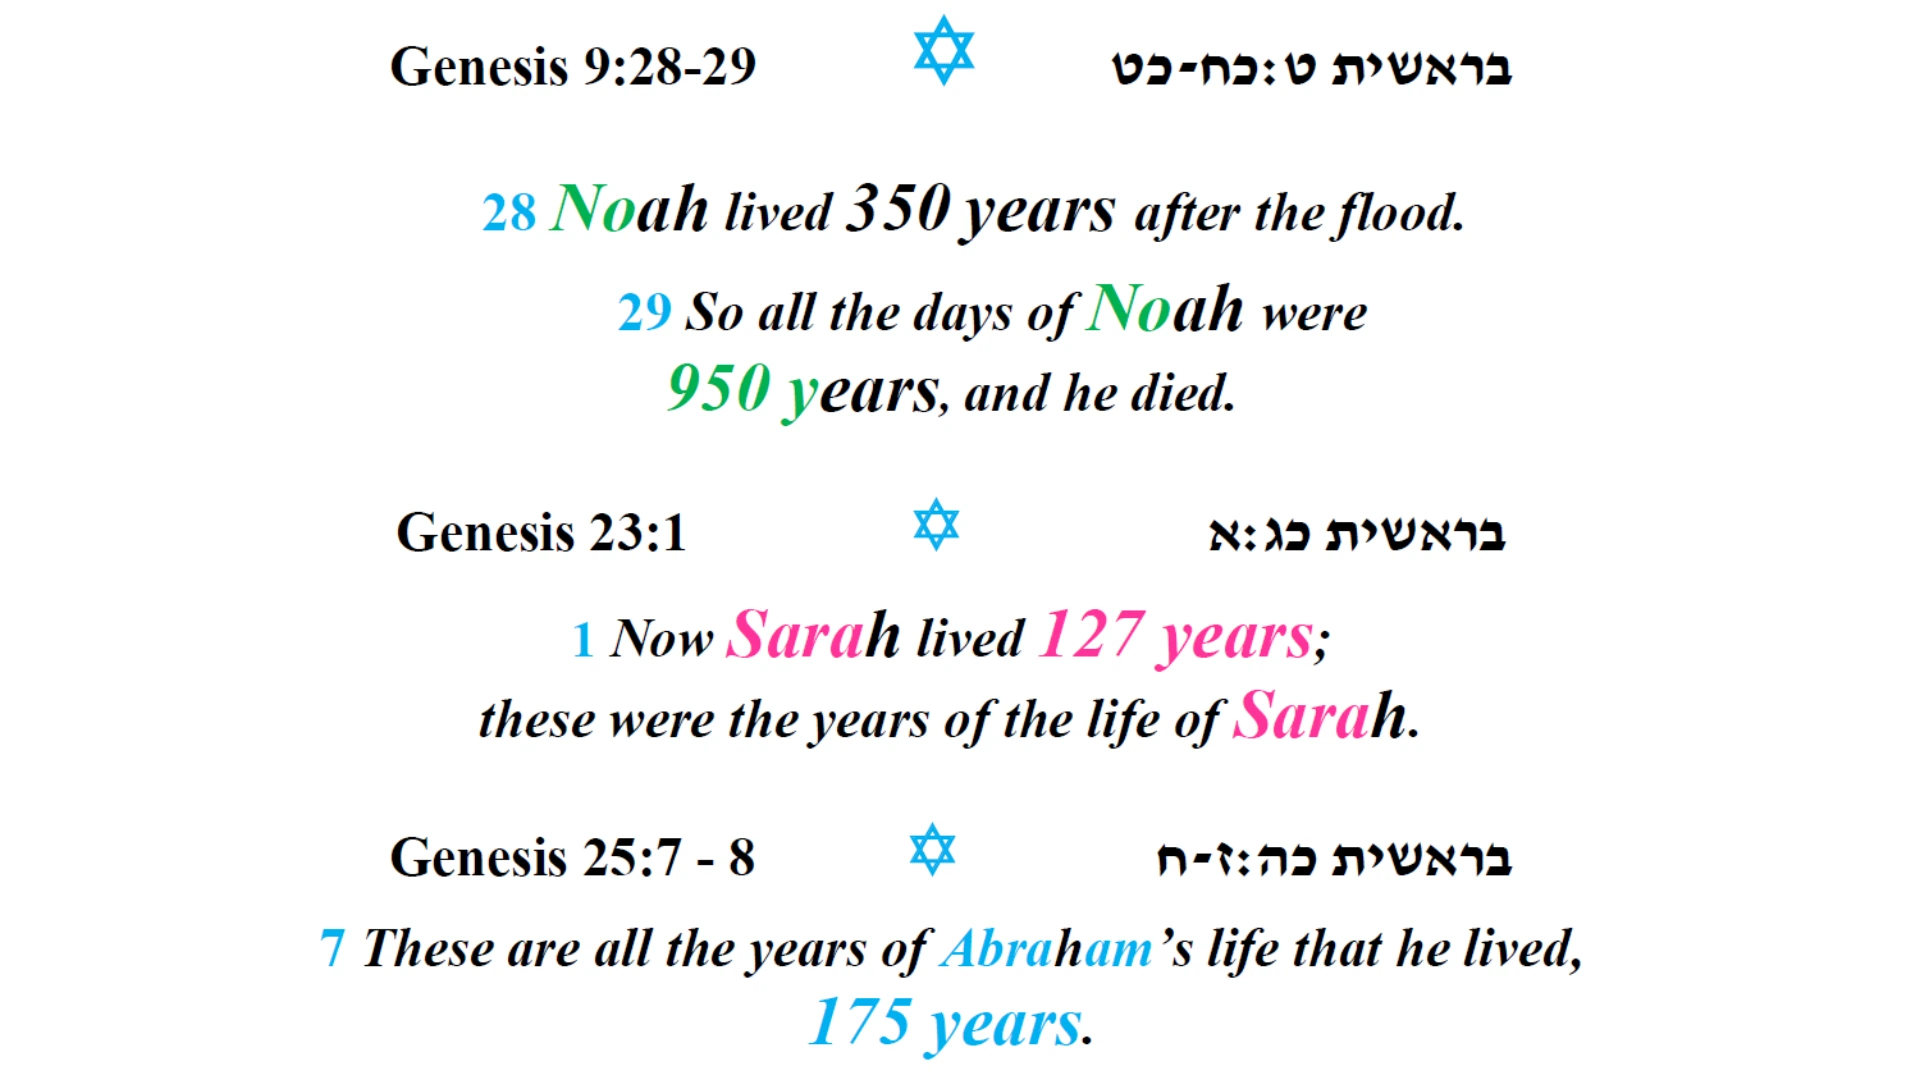 Genesis 9:28-29 ✡ בראשית ט:כח-כט
28 Noah lived 350 years after the flood.
29 So all the days of Noah were
950 years, and he died.
Genesis 23:1 ✡ בראשית כג:א
1 Now Sarah lived 127 years;
these were the years of the life of Sarah.
Genesis 25:7 - 8 ✡ בראשית כה:ז-ח
7 These are all the years of Abraham’s life that he lived,
175 years.